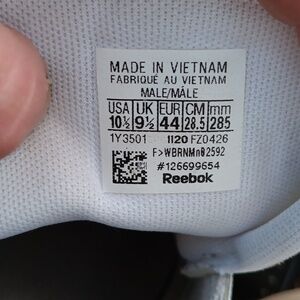 MADE IN VIETNAM
FABRIQUÉ AU VIETNAM
MALE/MÂLE
USA UK EUR CM mm
10½ 9½ 44 28.5 285
1Y3501 1120 FZ0426
#126699654
Reebok